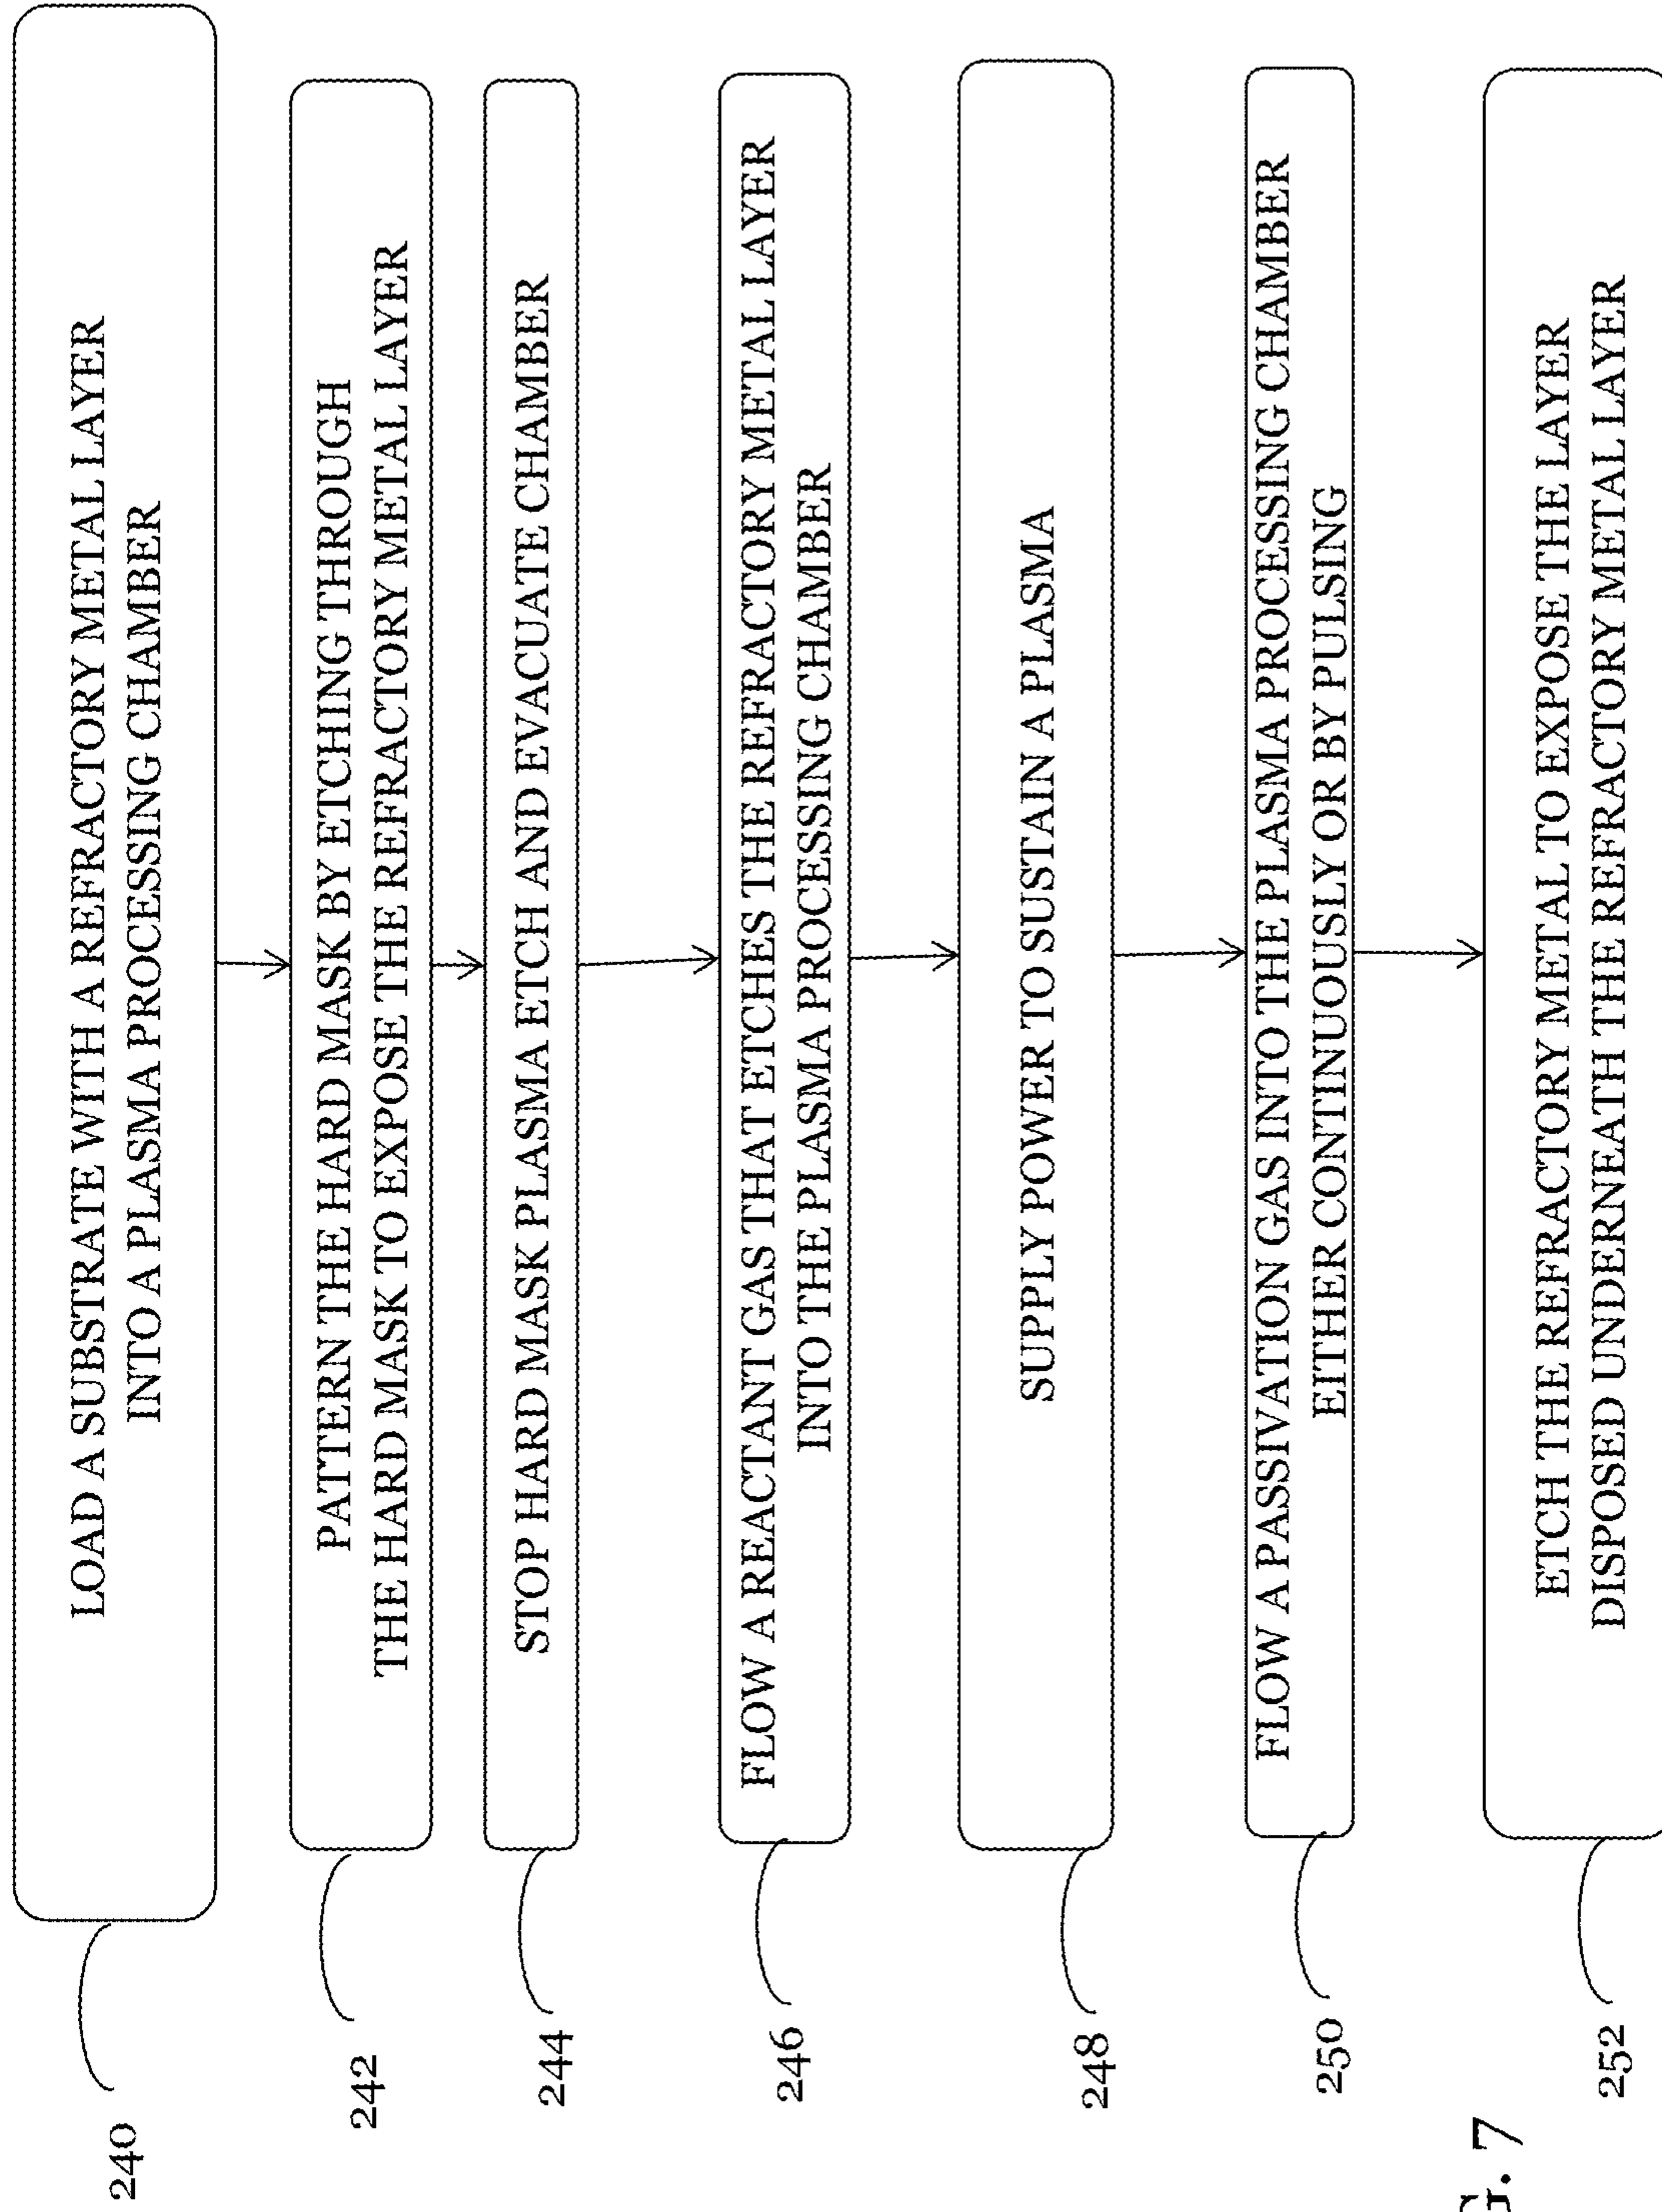 240
LOAD A SUBSTRATE WITH A REFRACTORY METAL LAYER
INTO A PLASMA PROCESSING CHAMBER
242
PATTERN THE HARD MASK BY ETCHING THROUGH
THE HARD MASK TO EXPOSE THE REFRACTORY METAL LAYER
244
STOP HARD MASK PLASMA ETCH AND EVACUATE CHAMBER
246
FLOW A REACTANT GAS THAT ETCHES THE REFRACTORY METAL LAYER
INTO THE PLASMA PROCESSING CHAMBER
248
SUPPLY POWER TO SUSTAIN A PLASMA
250
FLOW A PASSIVATION GAS INTO THE PLASMA PROCESSING CHAMBER
EITHER CONTINUOUSLY OR BY PULSING
252
ETCH THE REFRACTORY METAL TO EXPOSE THE LAYER
DISPOSED UNDERNEATH THE REFRACTORY METAL LAYER
G. 7